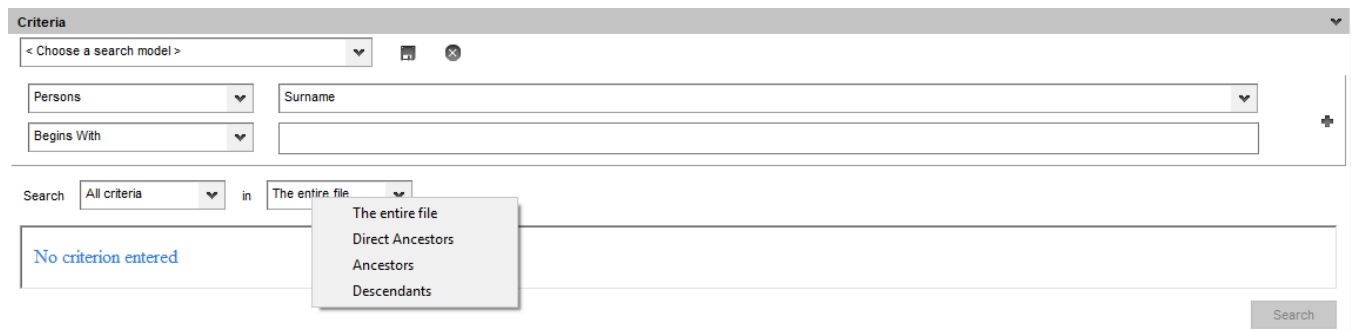 Criteria
< Choose a search model >
Persons Surname
Begins With
Search All criteria in The entire file
The entire file
Direct Ancestors
No criterion entered
Ancestors
Descendants
Search